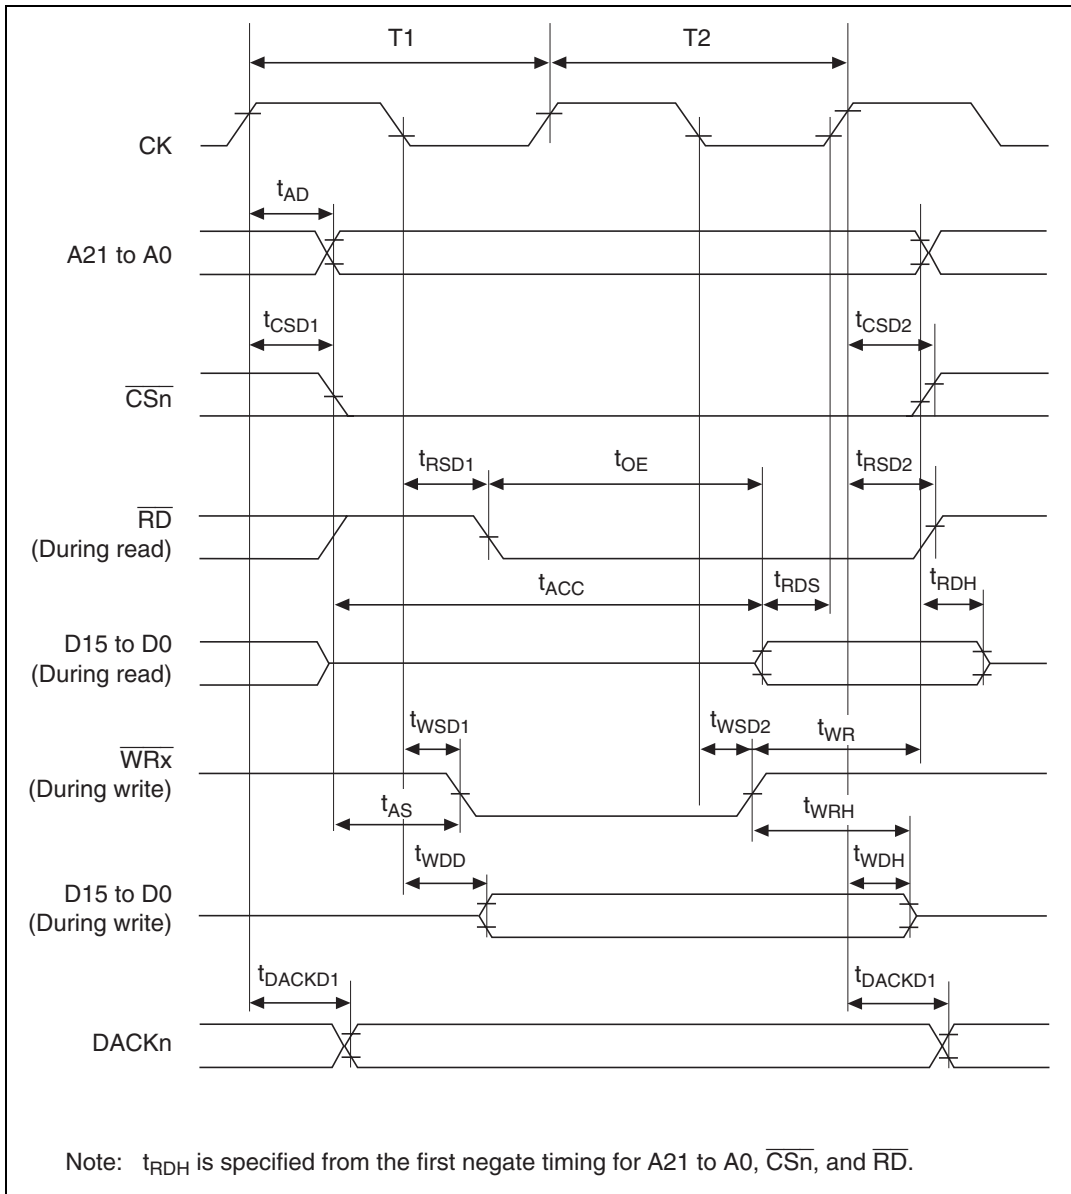 T1 T2
CK
tAD
A21 to A0
tCSD1 tCSD2
CSn
tRSD1 tOE tRSD2
RD
(During read)
tACC tRDS tRDH
D15 to D0
(During read)
tWSD1 tWSD2 tWR
WRx
(During write)
tAS tWRH
tWDD tWDH
D15 to D0
(During write)
tDACKD1 tDACKD1
DACKn
Note: tRDH is specified from the first negate timing for A21 to A0, CSn, and RD.